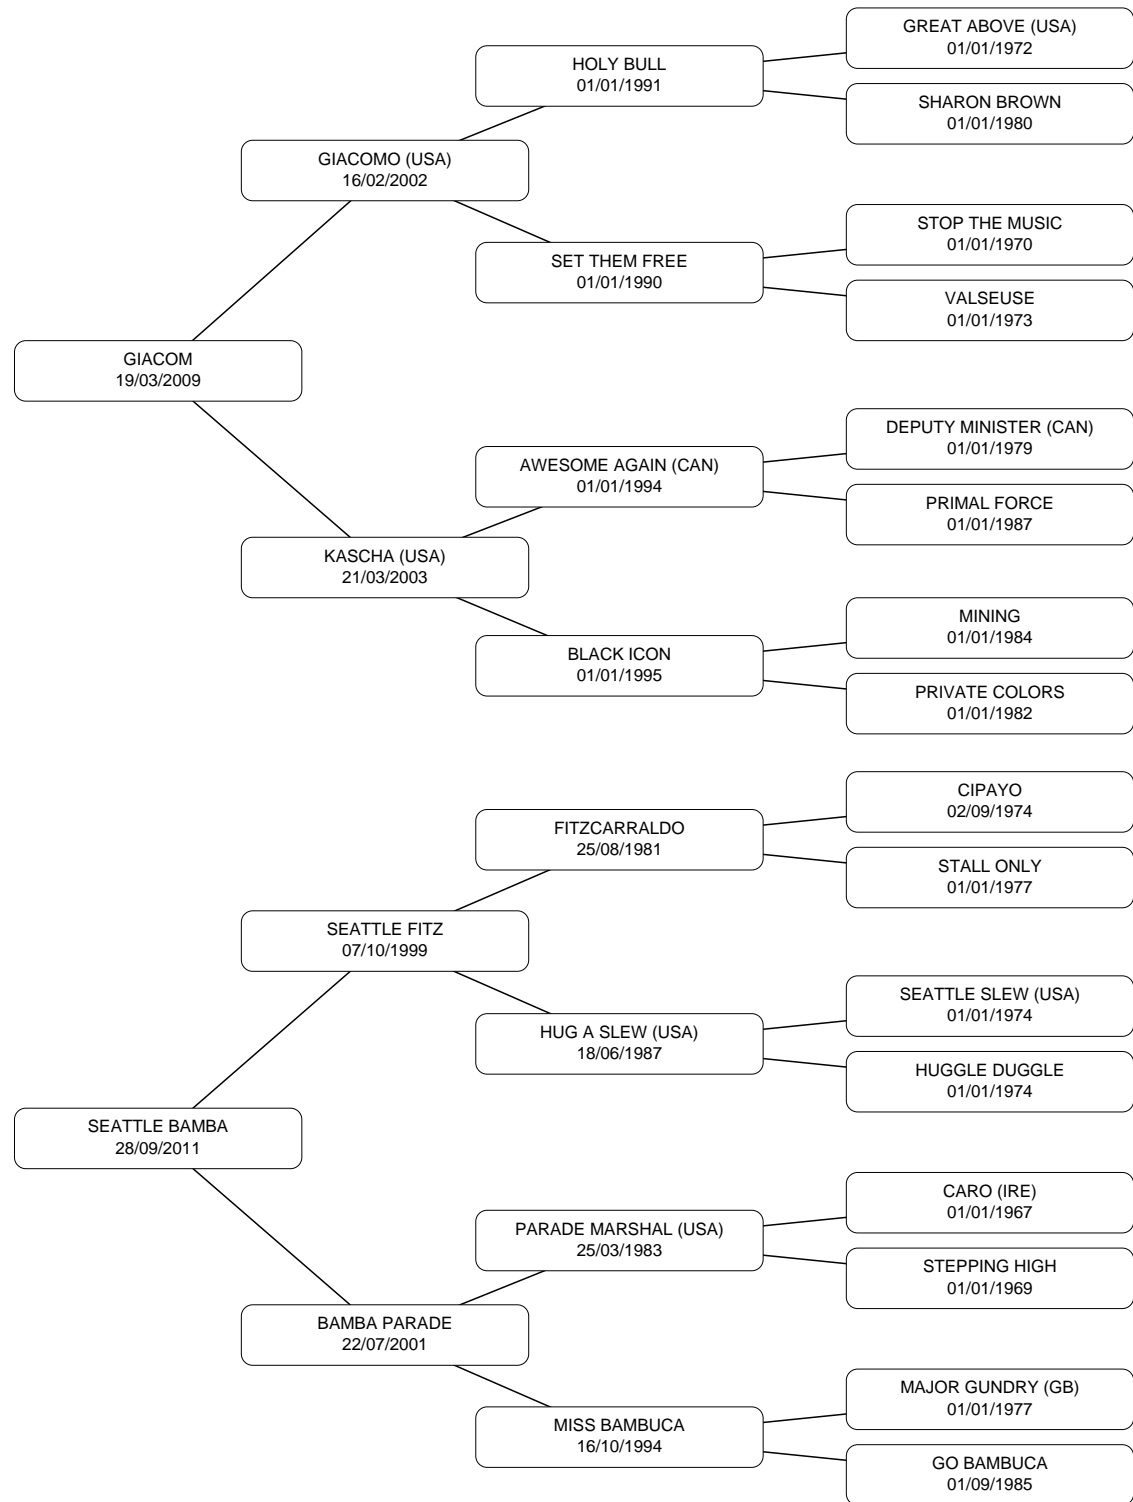 GREAT ABOVE (USA)
01/01/1972
HOLY BULL
01/01/1991
SHARON BROWN
01/01/1980
GIACOMO (USA)
16/02/2002
STOP THE MUSIC
01/01/1970
SET THEM FREE
01/01/1990
VALSEUSE
01/01/1973
GIACOM
19/03/2009
DEPUTY MINISTER (CAN)
01/01/1979
AWESOME AGAIN (CAN)
01/01/1994
PRIMAL FORCE
01/01/1987
KASCHA (USA)
21/03/2003
MINING
01/01/1984
BLACK ICON
01/01/1995
PRIVATE COLORS
01/01/1982
CIPAYO
02/09/1974
FITZCARRALDO
25/08/1981
STALL ONLY
01/01/1977
SEATTLE FITZ
07/10/1999
SEATTLE SLEW (USA)
01/01/1974
HUG A SLEW (USA)
18/06/1987
HUGGLE DUGGLE
01/01/1974
SEATTLE BAMBA
28/09/2011
CARO (IRE)
01/01/1967
PARADE MARSHAL (USA)
25/03/1983
STEPPING HIGH
01/01/1969
BAMBA PARADE
22/07/2001
MAJOR GUNDRY (GB)
01/01/1977
MISS BAMBUCA
16/10/1994
GO BAMBUCA
01/09/1985